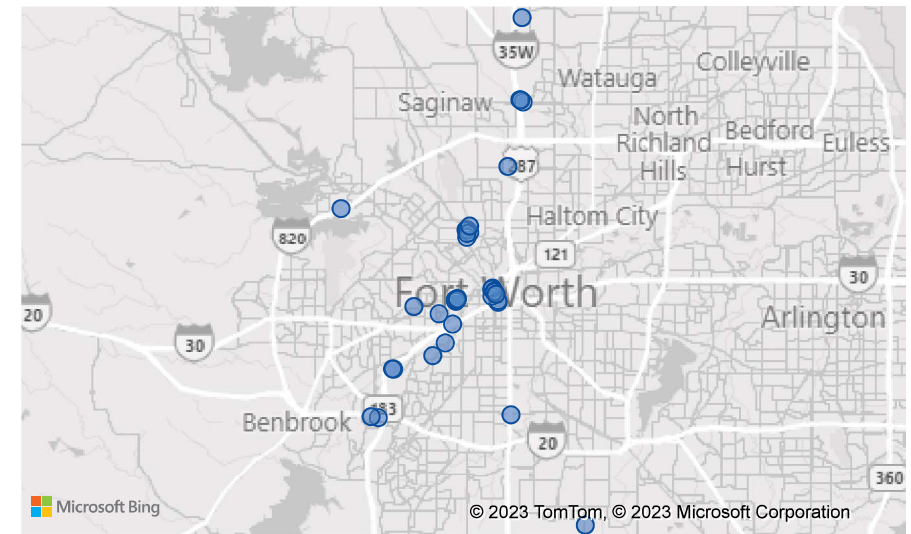 35W
Watauga
Colleyville
Saginaw
North
Richland
Hills
Bedford
Hurst
Euless
287
820
Haltom City
121
Fort Worth
30
20
30
Arlington
183
Benbrook
20
360
Microsoft Bing
© 2023 TomTom, © 2023 Microsoft Corporation